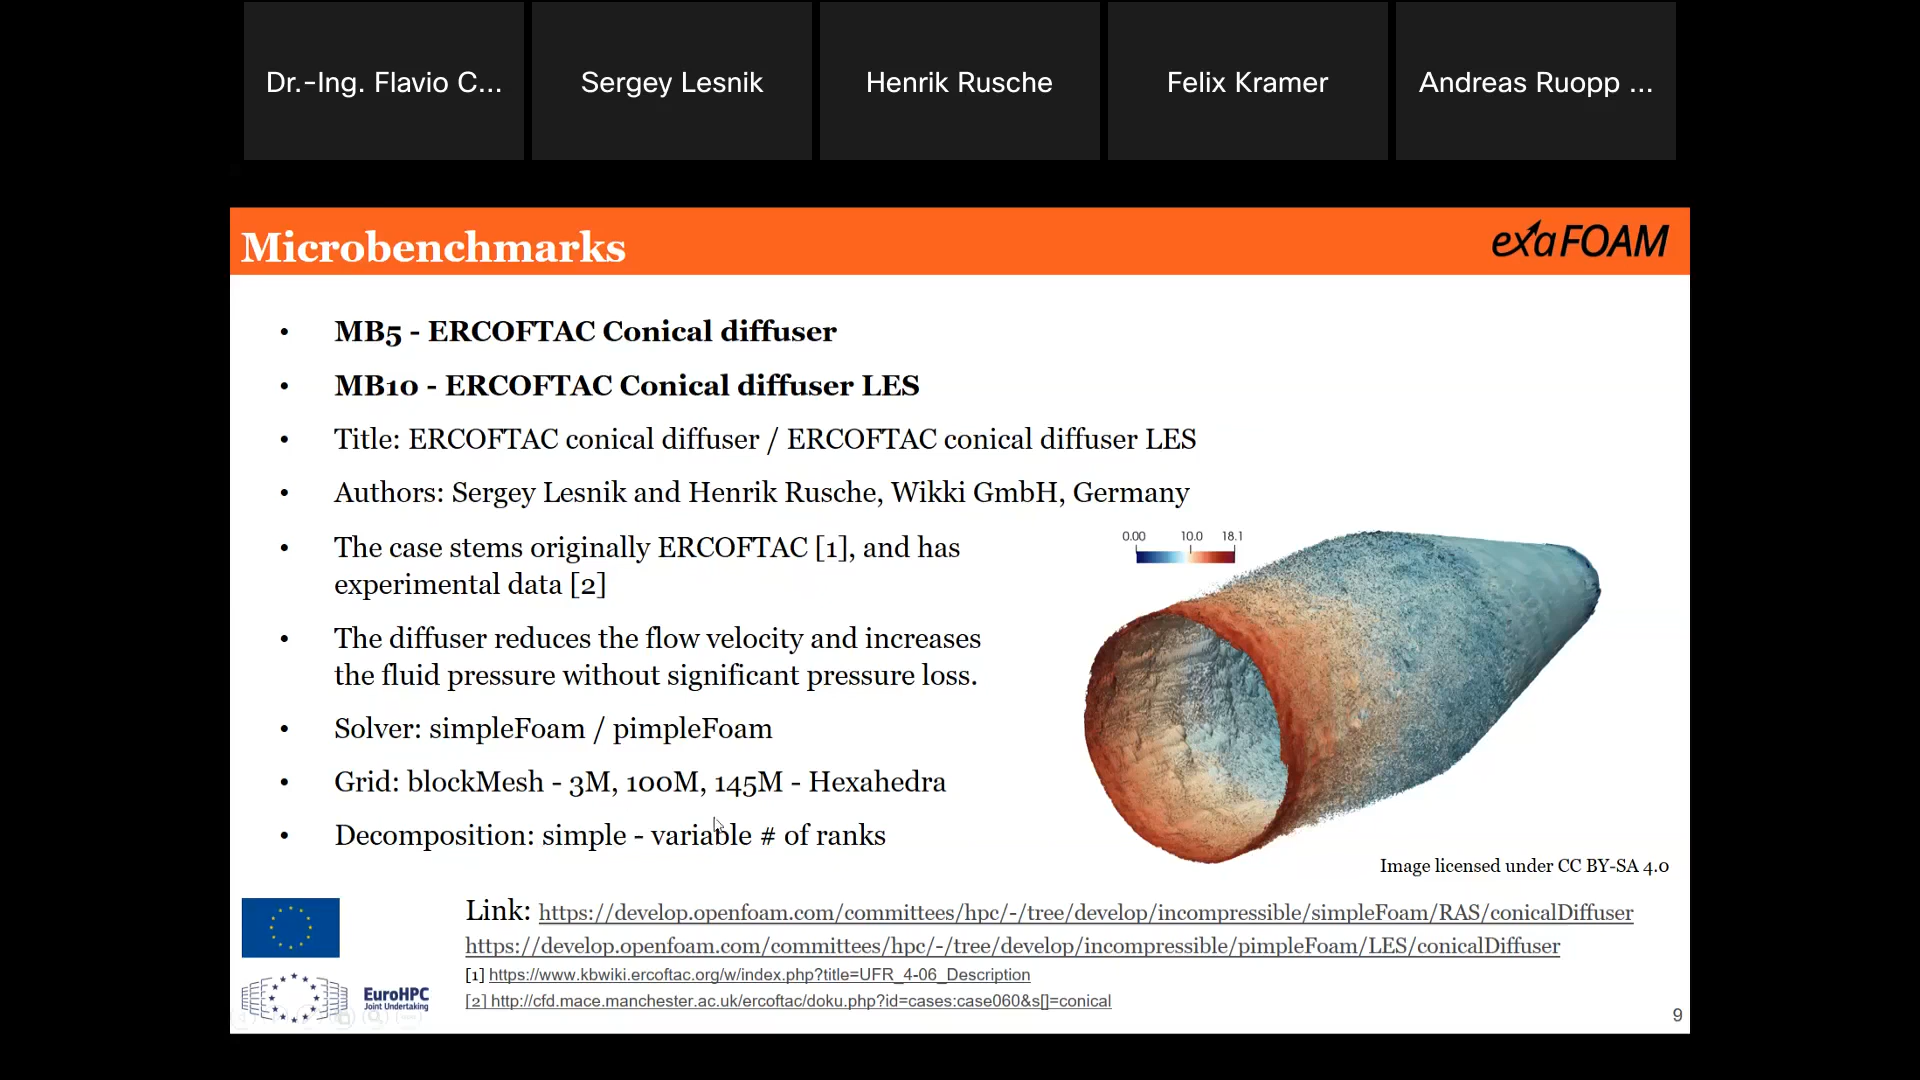 Dr.-Ing. Flavio C...
Sergey Lesnik
Henrik Rusche
Felix Kramer
Andreas Ruopp ...
Microbenchmarks
exaFOAM
• MB5 - ERCOFTAC Conical diffuser
• MB10 - ERCOFTAC Conical diffuser LES
• Title: ERCOFTAC conical diffuser / ERCOFTAC conical diffuser LES
• Authors: Sergey Lesnik and Henrik Rusche, Wikki GmbH, Germany
• The case stems originally ERCOFTAC [1], and has
experimental data [2]
• The diffuser reduces the flow velocity and increases
the fluid pressure without significant pressure loss.
• Solver: simpleFoam / pimpleFoam
• Grid: blockMesh - 3M, 100M, 145M - Hexahedra
• Decomposition: simple - variable # of ranks
0.00 10.0 18.1
Image licensed under CC BY-SA 4.0
Link: https://develop.openfoam.com/committees/hpc/-/tree/develop/incompressible/simpleFoam/RAS/conicalDiffuser
https://develop.openfoam.com/committees/hpc/-/tree/develop/incompressible/pimpleFoam/LES/conicalDiffuser
[1] https://www.kbwiki.ercoftac.org/w/index.php?title=UFR_4-06_Description
[2] http://cfd.mace.manchester.ac.uk/ercoftac/doku.php?id=cases:case060&s[]=conical
EuroHPC
Joint Undertaking
9